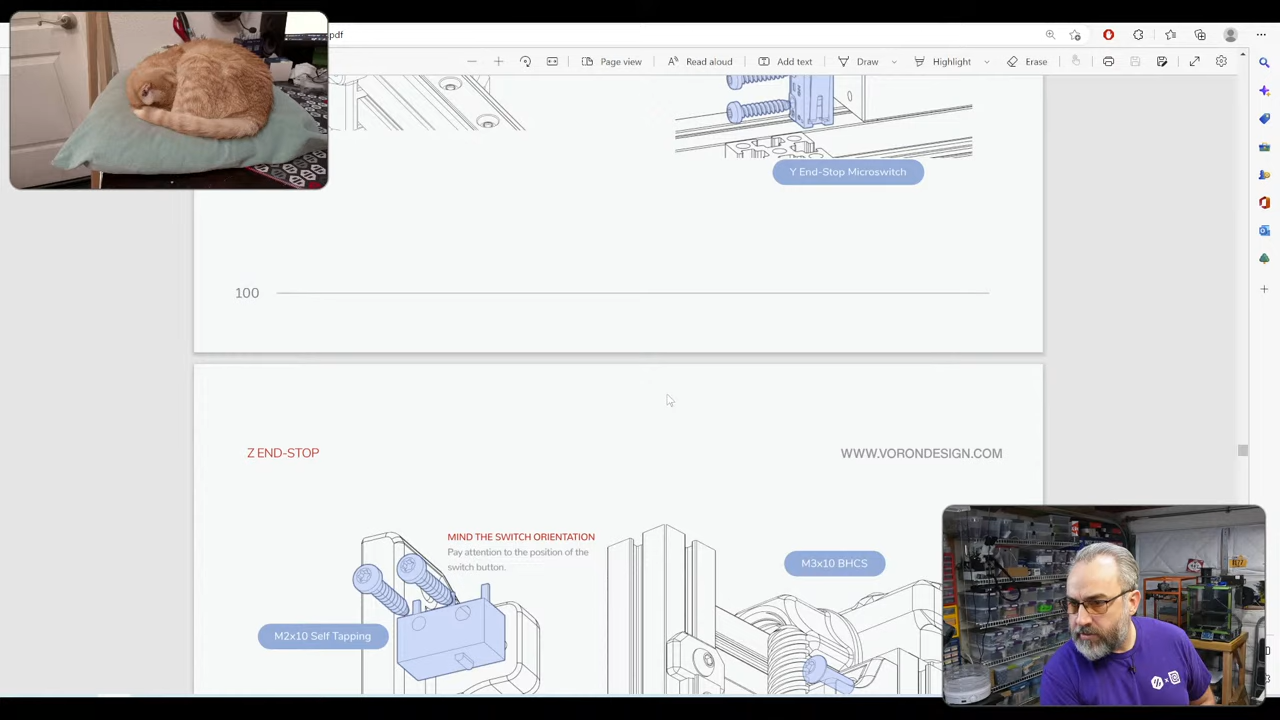 pdf
Page view
Read aloud
Add text
Draw
Highlight
Erase
Y End-Stop Microswitch
100
Z END-STOP
WWW.VORONDESIGN.COM
MIND THE SWITCH ORIENTATION
Pay attention to the position of the
switch button.
M3x10 BHCS
M2x10 Self Tapping